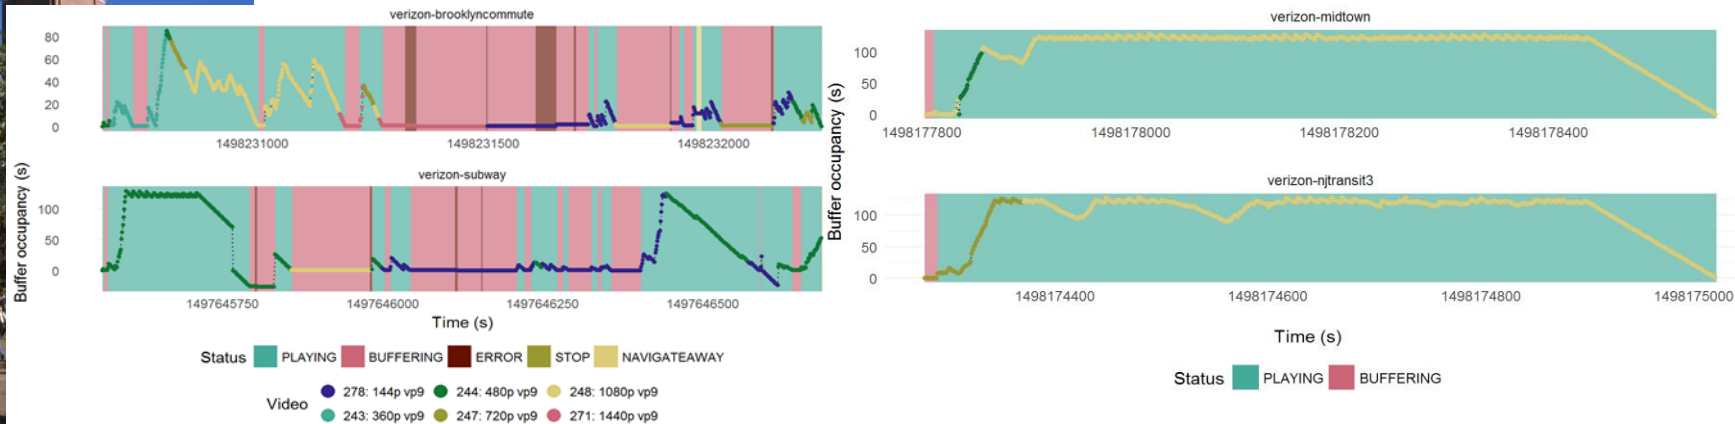 verizon-brooklyncommute
80
60
40
20
0
1498231000 1498231500 1498232000
verizon-subway
100
50
0
1497645750 1497646000 1497646250 1497646500
Buffer occupancy (s)
Time (s)
Status PLAYING BUFFERING ERROR STOP NAVIGATEAWAY
Video 278: 144p vp9 244: 480p vp9 248: 1080p vp9
243: 360p vp9 247: 720p vp9 271: 1440p vp9
verizon-midtown
100
50
0
1498177800 1498178000 1498178200 1498178400
verizon-njtransit3
100
50
0
1498174400 1498174600 1498174800 1498175000
Buffer occupancy (s)
Time (s)
Status PLAYING BUFFERING